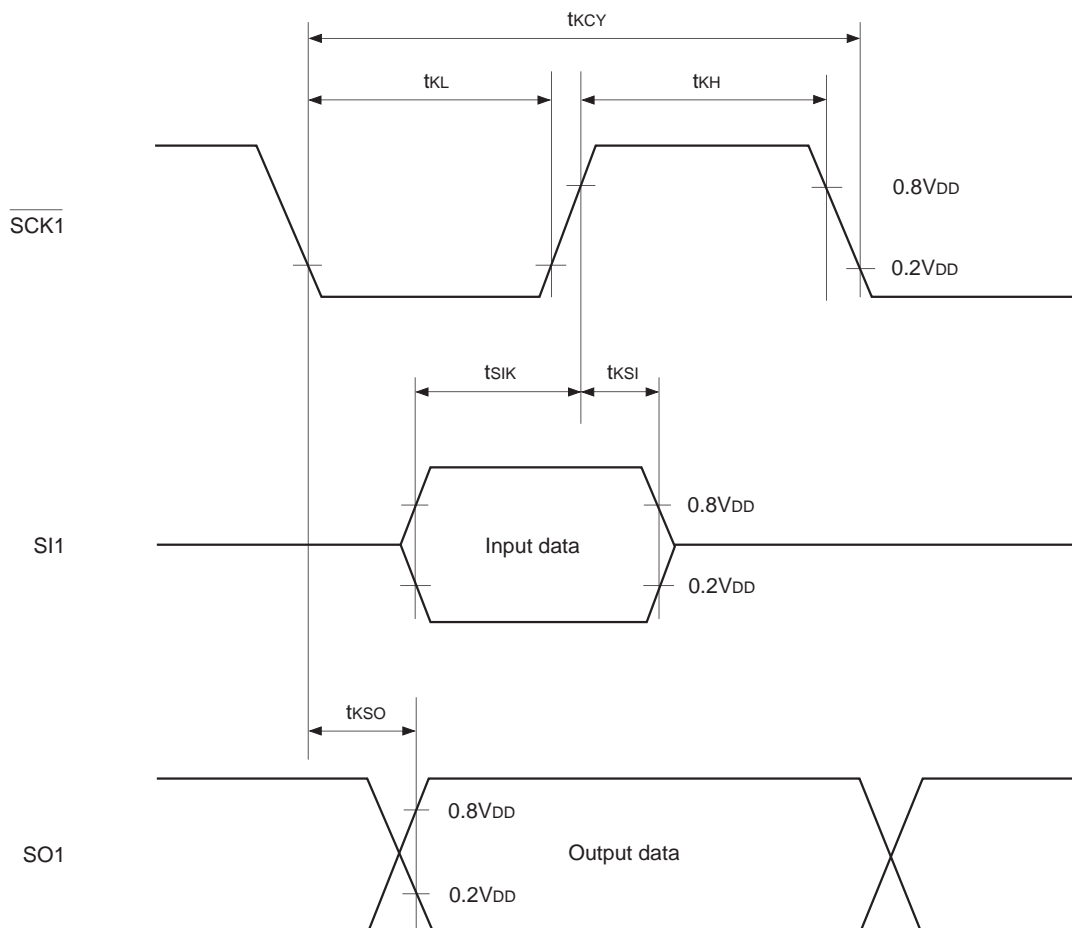 tKCY
tKL
tKH
SCK1
0.8VDD
0.2VDD
tSIK
tKSI
SI1
Input data
0.8VDD
0.2VDD
tKSO
SO1
0.8VDD
Output data
0.2VDD